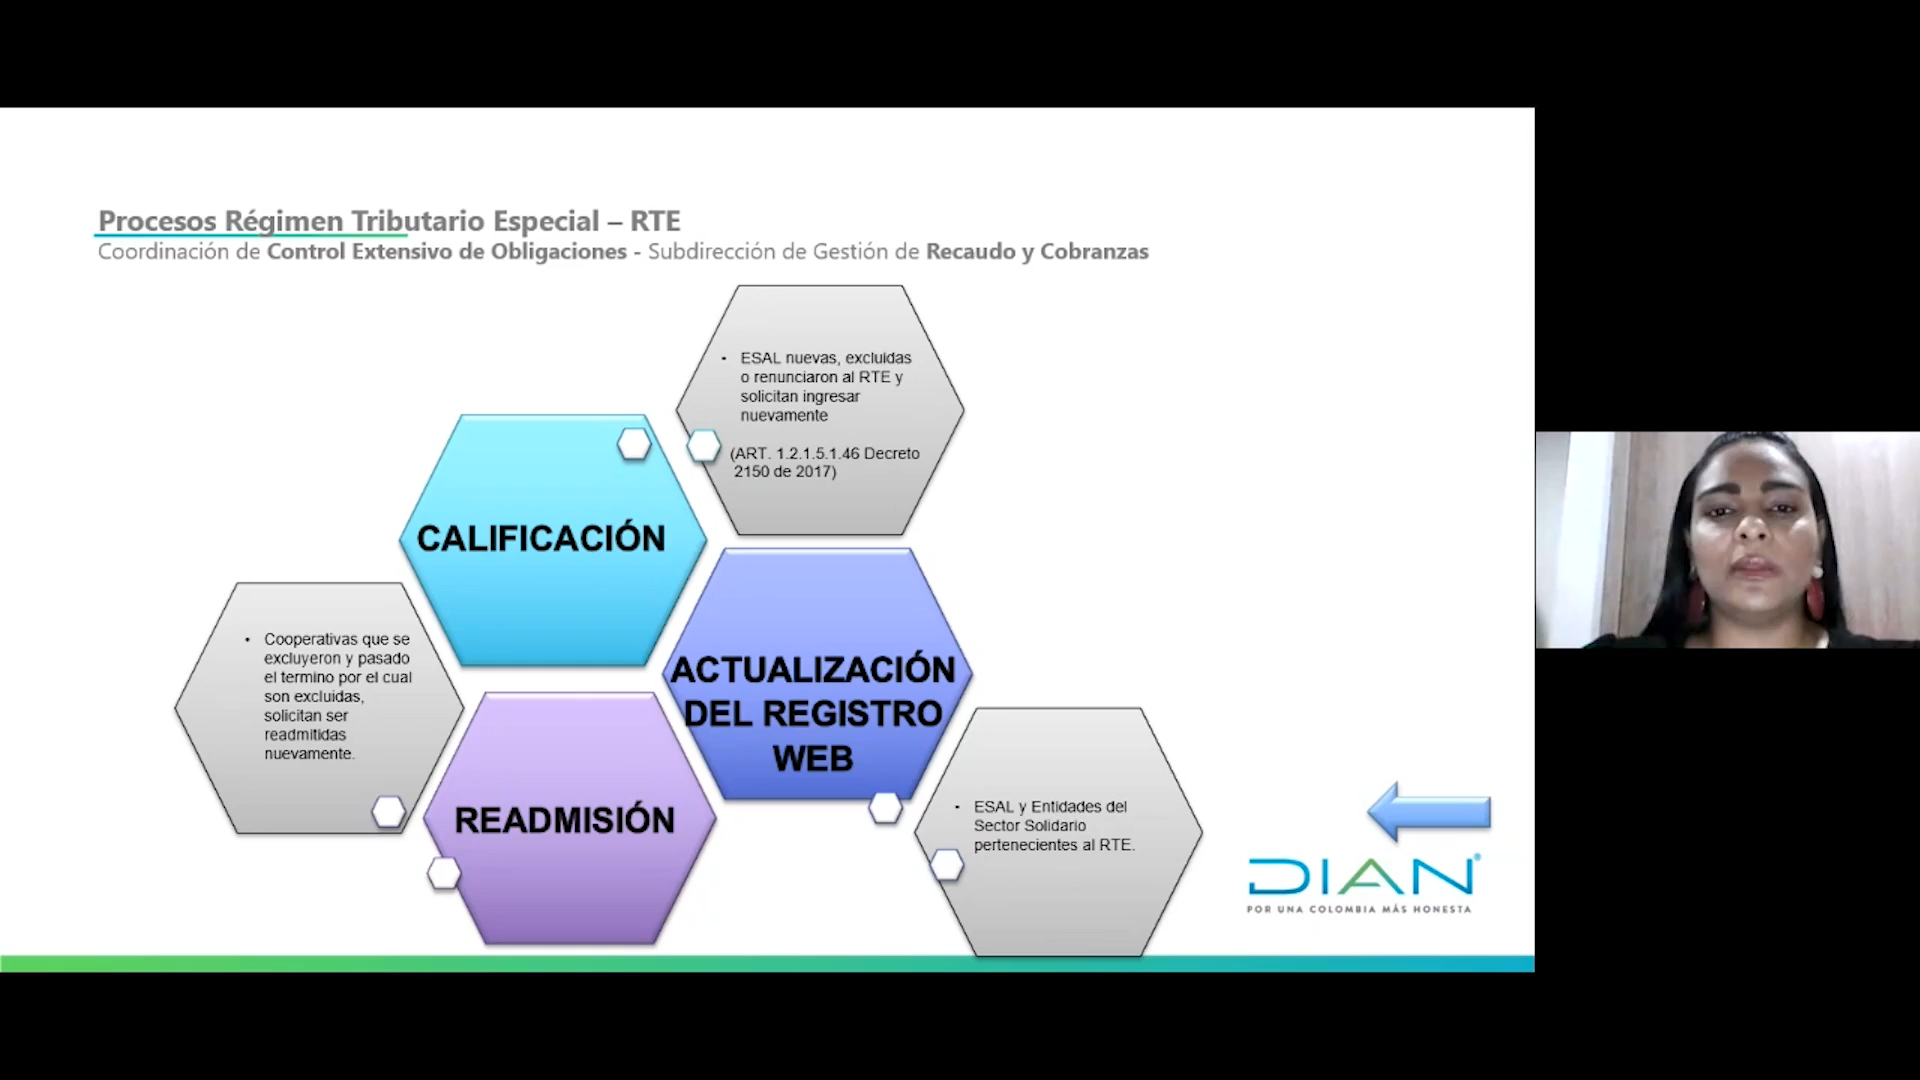 Procesos Régimen Tributario Especial – RTE
Coordinación de Control Extensivo de Obligaciones - Subdirección de Gestión de Recaudo y Cobranzas
• ESAL nuevas, excluidas
o renunciaron al RTE y
solicitan ingresar
nuevamente
(ART. 1.2.1.5.1.46 Decreto
2150 de 2017)
CALIFICACIÓN
• Cooperativas que se
excluyeron y pasado
el termino por el cual
son excluidas,
solicitan ser
readmitidas
nuevamente.
ACTUALIZACIÓN
DEL REGISTRO
WEB
READMISIÓN
• ESAL y Entidades del
Sector Solidario
pertenecientes al RTE.
DIAN®
POR UNA COLOMBIA MÁS HONESTA